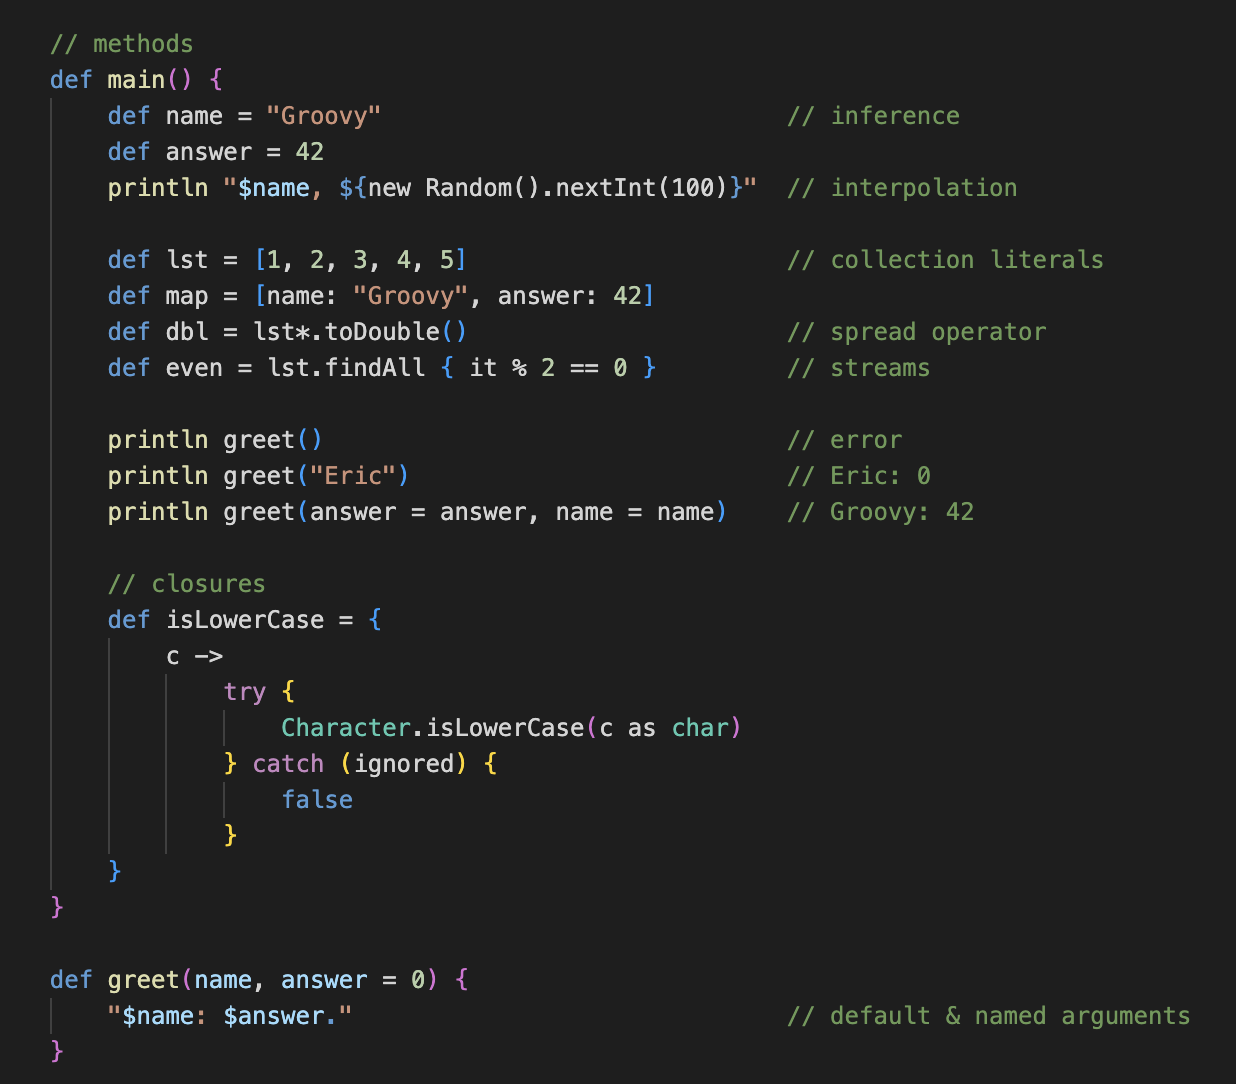 // methods
def main() {
    def name = "Groovy"                            // inference
    def answer = 42
    println "$name, ${new Random().nextInt(100)}"  // interpolation

    def lst = [1, 2, 3, 4, 5]                      // collection literals
    def map = [name: "Groovy", answer: 42]
    def dbl = lst*.toDouble()                      // spread operator
    def even = lst.findAll { it % 2 == 0 }         // streams

    println greet()                                // error
    println greet("Eric")                          // Eric: 0
    println greet(answer = answer, name = name)    // Groovy: 42

    // closures
    def isLowerCase = {
        c ->
            try {
                Character.isLowerCase(c as char)
            } catch (ignored) {
                false
            }
    }
}

def greet(name, answer = 0) {
    "$name: $answer."                              // default & named arguments
}